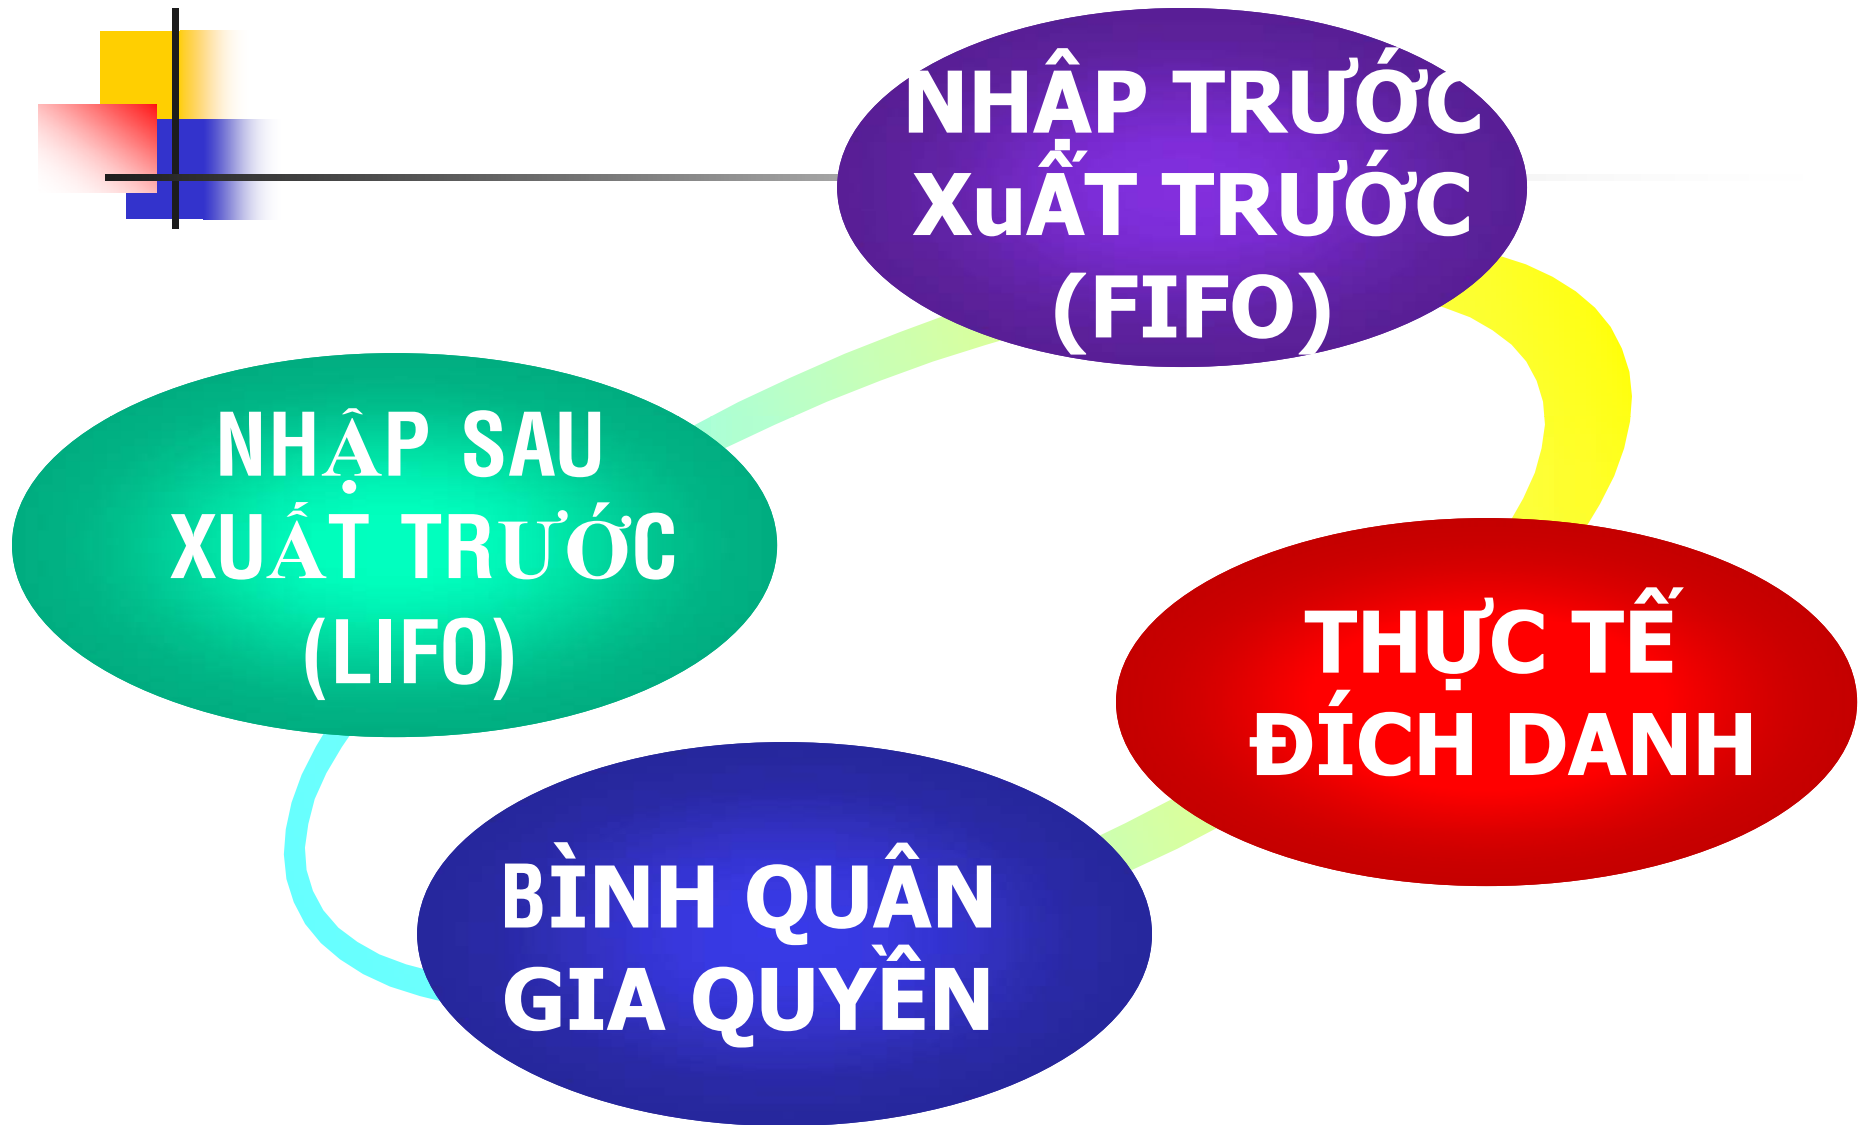 NHẬP TRƯỚC
XuẤT TRƯỚC
(FIFO)
NHẬP SAU
XUẤT TRƯỚC
(LIFO)
THỰC TẾ
ĐÍCH DANH
BÌNH QUÂN
GIA QUYỀN